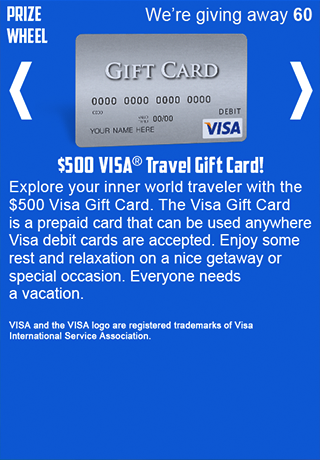 PRIZE
WHEEL
We're giving away 60
GIFT CARD
0000 0000 0000 0000
00/00
DEBIT
YOUR NAME HERE
VISA
$500 VISA® Travel Gift Card!
Explore your inner world traveler with the
$500 Visa Gift Card. The Visa Gift Card
is a prepaid card that can be used anywhere
Visa debit cards are accepted. Enjoy some
rest and relaxation on a nice getaway or
special occasion. Everyone needs
a vacation.
VISA and the VISA logo are registered trademarks of Visa
International Service Association.